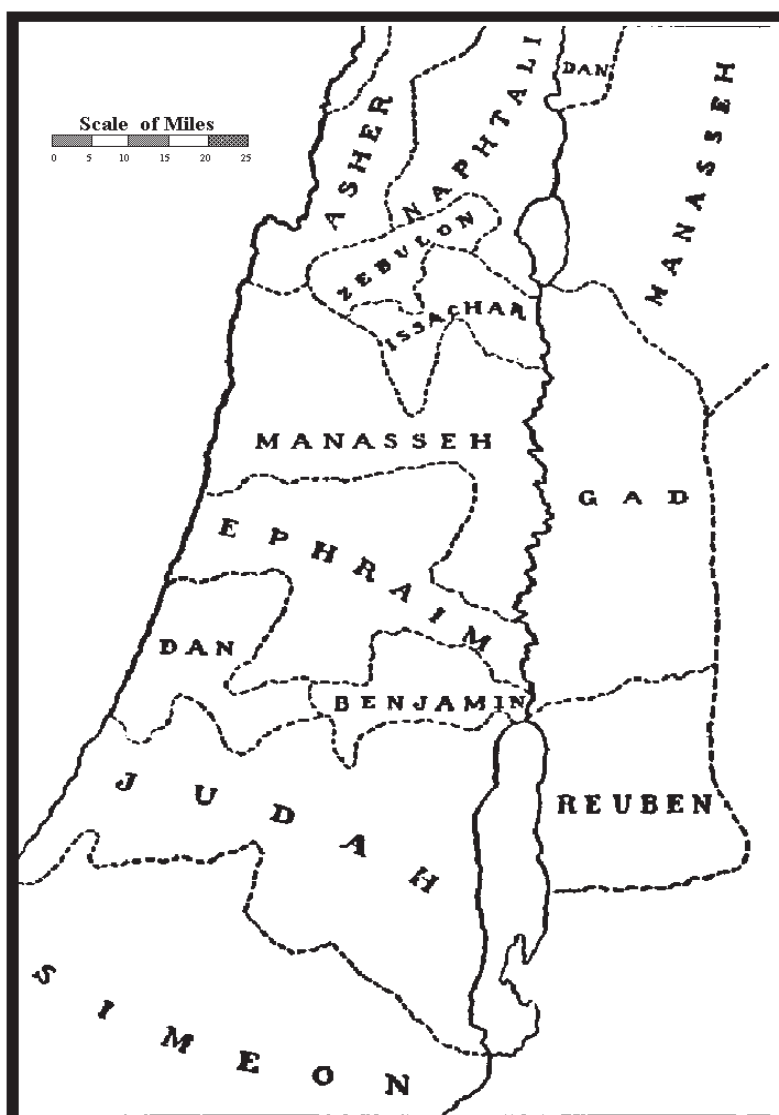 NAPHTALI
DAN
MANASSEH
Scale of Miles
0 5 10 15 20 25
ASHER
ZEBULON
ISSACHAR
MANASSEH
GAD
EPHRAIM
DAN
BENJAMIN
JUDAH
REUBEN
SIMEON